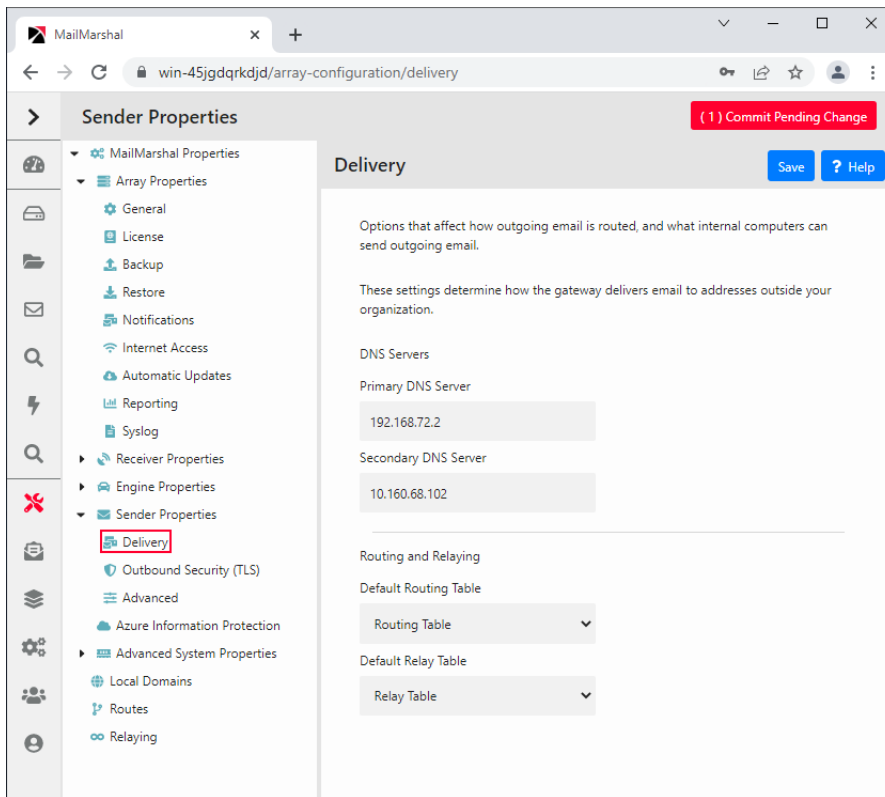 MailMarshal
win-45jgdqrkdjd/array-configuration/delivery
Sender Properties
( 1 ) Commit Pending Change
MailMarshal Properties
Array Properties
General
License
Backup
Restore
Notifications
Internet Access
Automatic Updates
Reporting
Syslog
Receiver Properties
Engine Properties
Sender Properties
Delivery
Outbound Security (TLS)
Advanced
Azure Information Protection
Advanced System Properties
Local Domains
Routes
Relaying
Delivery
Save
? Help
Options that affect how outgoing email is routed, and what internal computers can
send outgoing email.
These settings determine how the gateway delivers email to addresses outside your
organization.
DNS Servers
Primary DNS Server
192.168.72.2
Secondary DNS Server
10.160.68.102
Routing and Relaying
Default Routing Table
Routing Table
Default Relay Table
Relay Table